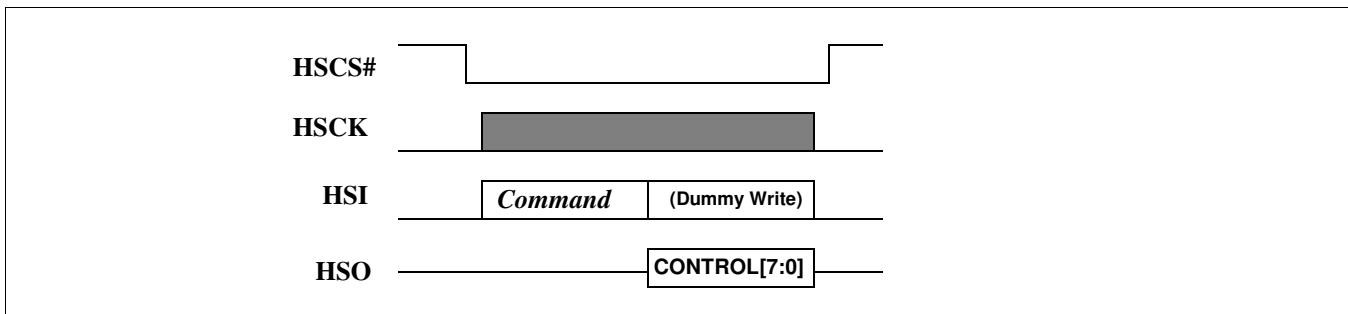 HSCS#
HSCK
HSI Command (Dummy Write)
HSO CONTROL[7:0]